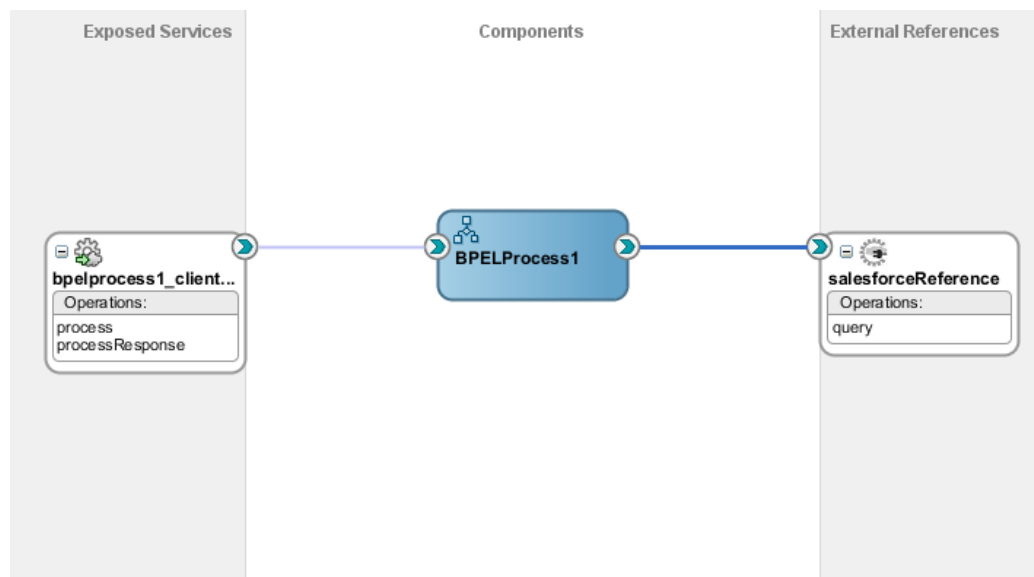 Exposed Services
Components
External References
bpelprocess1_client...
Operations:
process
processResponse
BPELProcess1
salesforceReference
Operations:
query